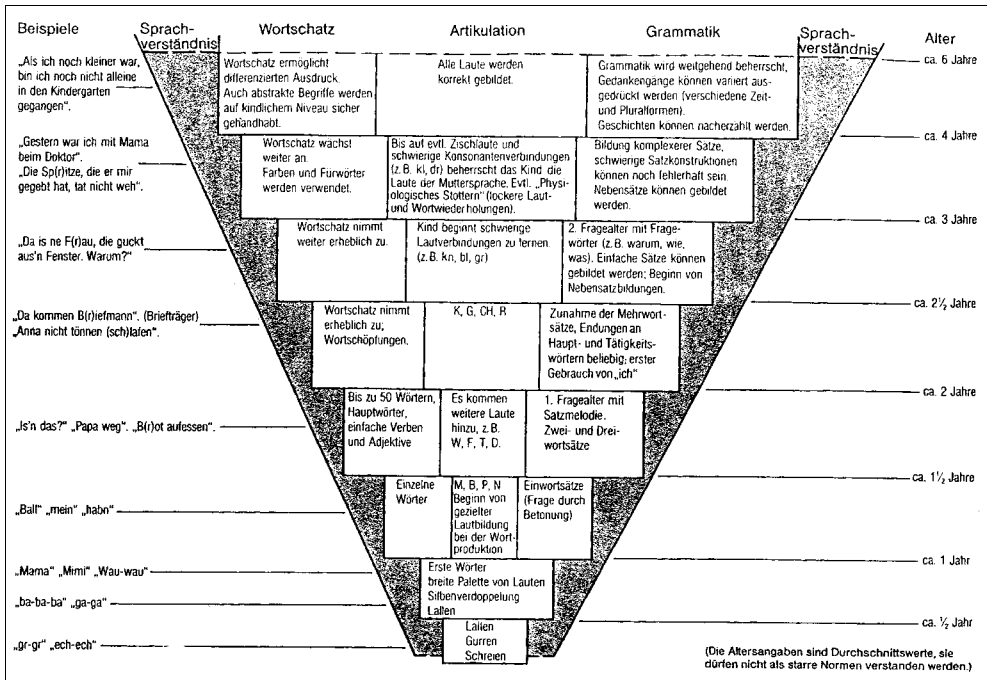 Beispiele
Sprach-
verständnis
Wortschatz
Artikulation
Grammatik
Sprach-
verständnis
Alter
„Als ich noch kleiner war,
bin ich noch nicht alleine
in den Kindergarten
gegangen“.
Wortschatz ermöglicht
differenzierten Ausdruck.
Auch abstrakte Begriffe werden
auf kindlichem Niveau sicher
gehandhabt.
Alle Laute werden
korrekt gebildet.
Grammatik wird weitgehend beherrscht,
Gedankengänge können variiert aus-
gedrückt werden (verschiedene Zeit-
und Pluralformen).
Geschichten können nacherzählt werden.
ca. 6 Jahre
„Gestern war ich mit Mama
beim Doktor“.
„Die Sp(r)itze, die er mir
gegebt hat, tat nicht weh“.
Wortschatz wächst
weiter an.
Farben und Fürwörter
werden verwendet.
Bis auf evtl. Zischlaute und
schwierige Konsonantenverbindungen
(z. B. kl, dr) beherrscht das Kind die
Laute der Muttersprache. Evtl. „Physi-
ologisches Stottern“ (lockere Laut-
und Wortwiederholungen).
Bildung komplexerer Sätze,
schwierige Satzkonstruktionen
können noch fehlerhaft sein.
Nebensätze können gebildet
werden.
ca. 4 Jahre
„Da is ne F(r)au, die guckt
aus'n Fenster. Warum?“
Wortschatz nimmt
weiter erheblich zu.
Kind beginnt schwierige
Lautverbindungen zu lernen.
(z. B. kn, bl, gr)
2. Fragealter mit Frage-
wörter (z. B. warum, wie,
was). Einfache Sätze können
gebildet werden; Beginn von
Nebensatzbildungen.
ca. 3 Jahre
„Da kommen B(r)iefmann“. (Briefträger)
„Anna nicht tönnen (sch)lafen“.
Wortschatz nimmt
erheblich zu;
Wortschöpfungen.
K, G, CH, R
Zunahme der Mehrwort-
sätze, Endungen an
Haupt- und Tätigkeits-
wörtern beliebig; erster
Gebrauch von „ich“
ca. 2½ Jahre
„Is'n das?“ „Papa weg“. „B(r)ot aufessen“.
Bis zu 50 Wörtern,
Hauptwörter,
einfache Verben
und Adjektive
Es kommen
weitere Laute
hinzu, z. B.
W, F, T, D.
1. Fragealter mit
Satzmelodie.
Zwei- und Drei-
wortsätze
ca. 2 Jahre
„Ball“ „mein“ „habn“
Einzelne
Wörter
M, B, P, N
Beginn von
gezielter
Lautbildung
bei der Wort-
produktion
Einwortsätze
(Frage durch
Betonung)
ca. 1½ Jahre
„Mama“ „Mimi“ „Wau-wau“
„ba-ba-ba“ „ga-ga“
Erste Wörter
breite Palette von Lauten
Silbenverdoppelung
Lallen
ca. 1 Jahr
„gr-gr“ „ech-ech“
Lallen
Gurren
Schreien
ca. ½ Jahr
(Die Altersangaben sind Durchschnittswerte, sie
dürfen nicht als starre Normen verstanden werden.)